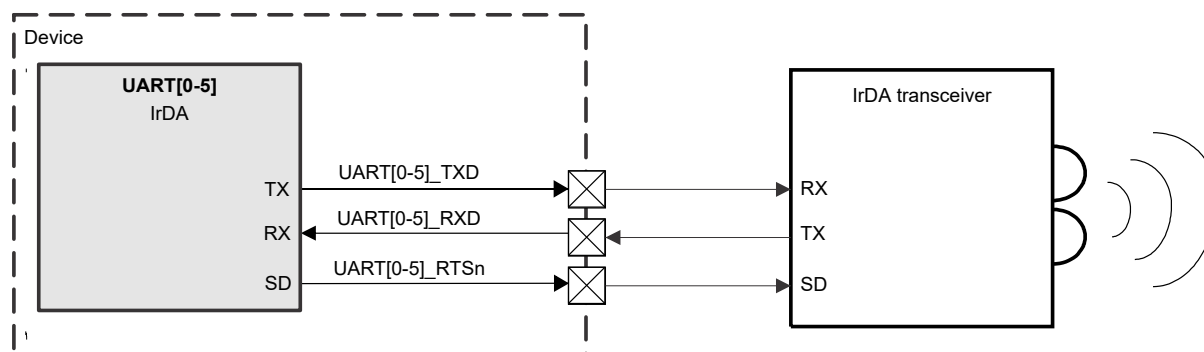 Device
UART[0-5]
IrDA
IrDA transceiver
TX
UART[0-5]_TXD
RX
RX
UART[0-5]_RXD
TX
SD
UART[0-5]_RTSn
SD